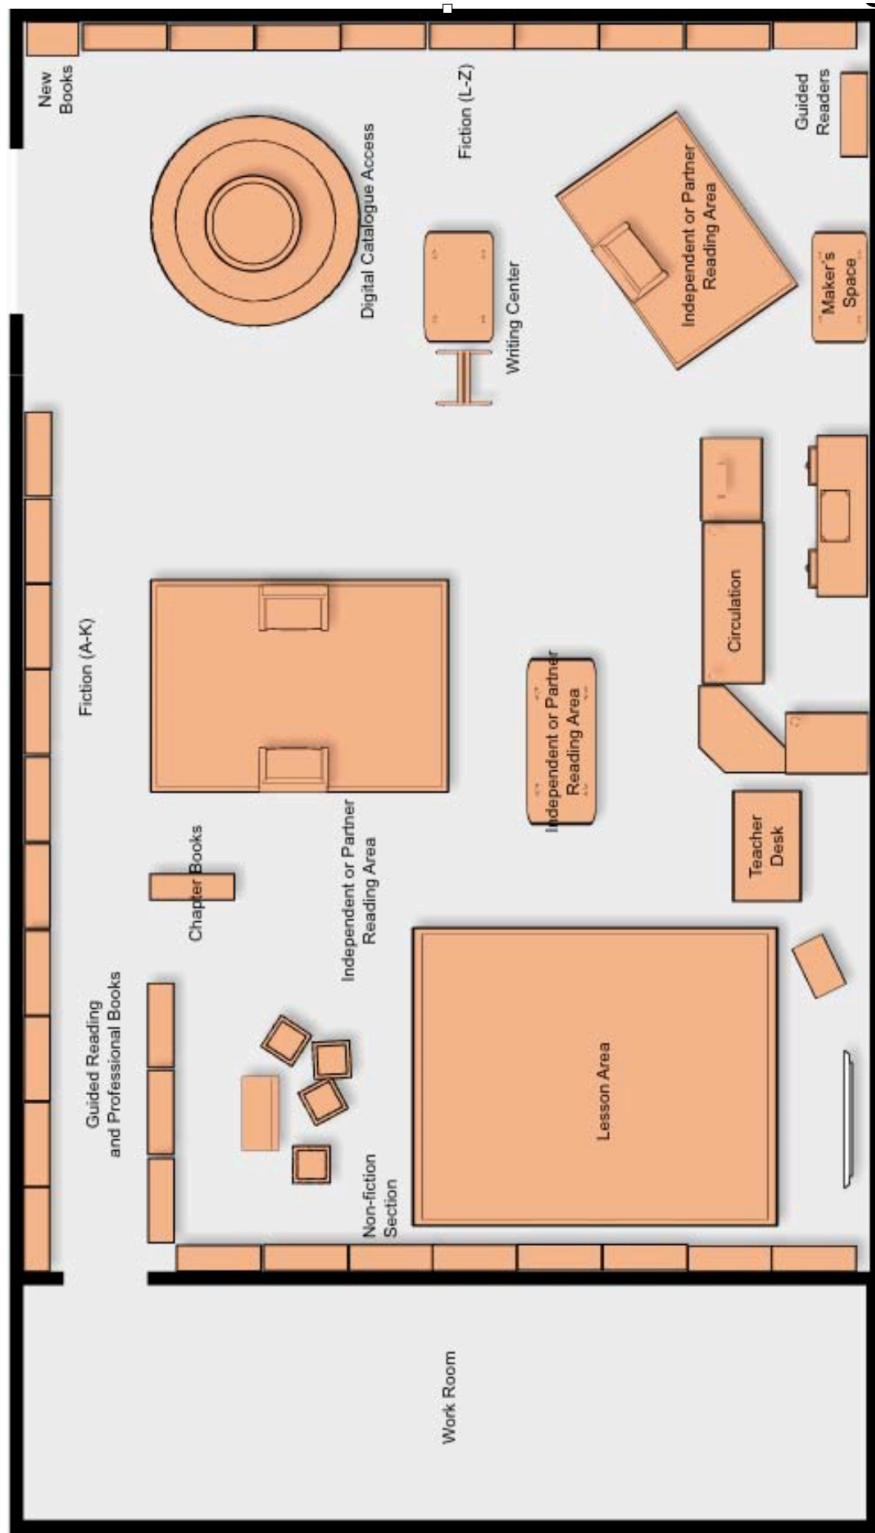 New
Books
Fiction (L-Z)
Guided
Readers
Digital Catalogue Access
Independent or Partner
Reading Area
Maker's
Space
Writing Center
Fiction (A-K)
Circulation
Independent or Partner
Reading Area
Chapter Books
Independent or Partner
Reading Area
Teacher
Desk
Guided Reading
and Professional Books
Lesson Area
Non-fiction
Section
Work Room